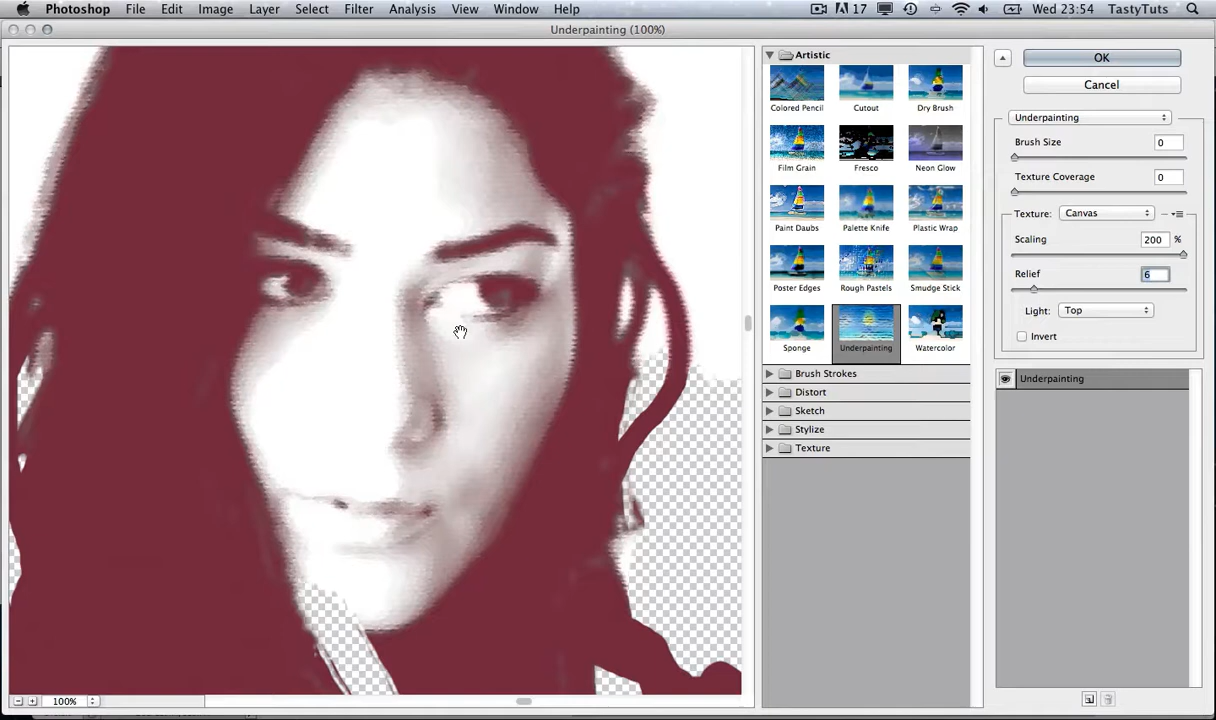 Photoshop File Edit Image Layer Select Filter Analysis View Window Help 17 Wed 23:54 TastyTuts
Underpainting (100%)
Artistic
Colored Pencil Cutout Dry Brush
Film Grain Fresco Neon Glow
Paint Daubs Palette Knife Plastic Wrap
Poster Edges Rough Pastels Smudge Stick
Sponge Underpainting Watercolor
Brush Strokes
Distort
Sketch
Stylize
Texture
OK
Cancel
Underpainting
Brush Size 0
Texture Coverage 0
Texture: Canvas
Scaling 200 %
Relief 6
Light: Top
Invert
Underpainting
100%